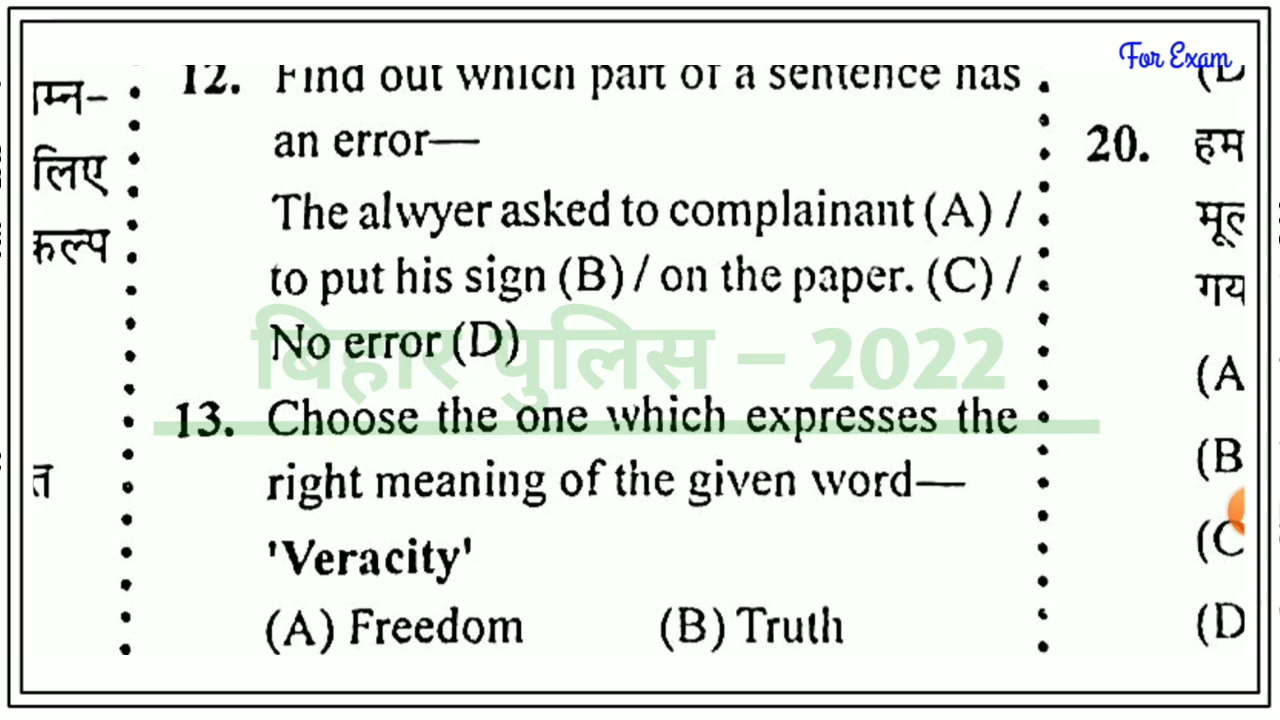 For Exam
म्न-
लिए
कल्प
त
12. Find out which part of a sentence has
an error—
The alwyer asked to complainant (A) /
to put his sign (B) / on the paper. (C) /
No error (D)
बिहार पुलिस – 2022
13. Choose the one which expresses the
right meaning of the given word—
'Veracity'
(A) Freedom (B) Truth
20. हम
मूल
गय
(A
(B
(C
(D